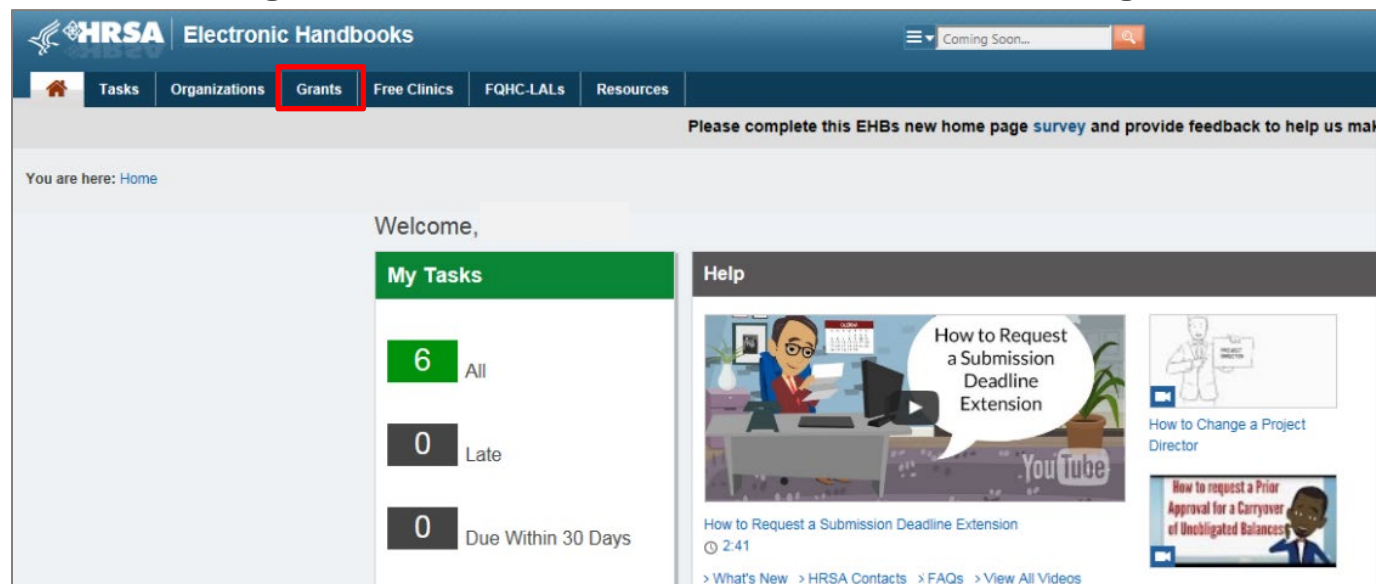 HRSA Electronic Handbooks
Coming Soon...
Tasks Organizations Grants Free Clinics FQHC-LALs Resources
Please complete this EHBs new home page survey and provide feedback to help us mak
You are here: Home
Welcome,
My Tasks
6 All
0 Late
0 Due Within 30 Days
Help
How to Request
a Submission
Deadline
Extension
YouTube
How to Request a Submission Deadline Extension
2:41
> What's New > HRSA Contacts > FAQs > View All Videos
PROJECT
DIRECTOR
How to Change a Project
Director
How to request a Prior
Approval for a Carryover
of Unobligated Balances